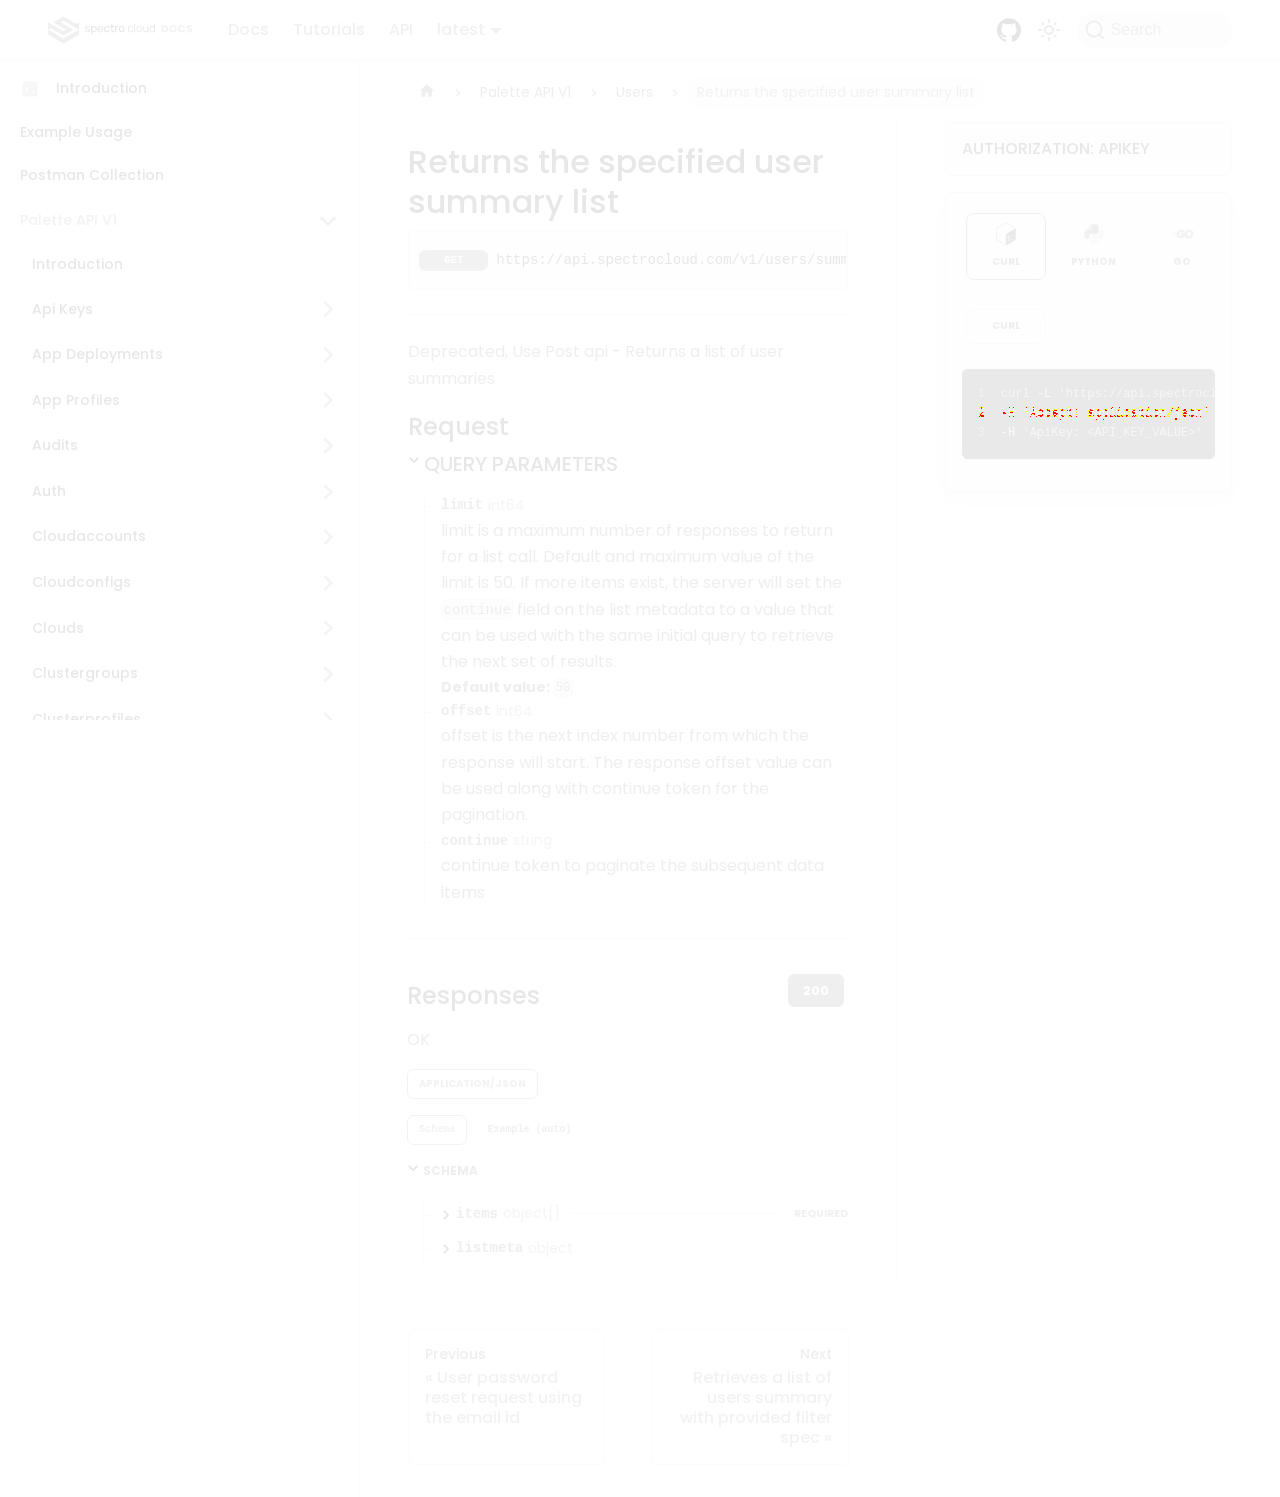 spectro cloud DOCS
Docs Tutorials API latest
Search
Introduction
Example Usage
Postman Collection
Palette API V1
Introduction
Api Keys
App Deployments
App Profiles
Audits
Auth
Cloudaccounts
Cloudconfigs
Clouds
Clustergroups
Clusterprofiles
Palette API V1 Users Returns the specified user summary list
Returns the specified user
summary list
GET https://api.spectrocloud.com/v1/users/summ
Deprecated, Use Post api - Returns a list of user
summaries
Request
QUERY PARAMETERS
limit int64
limit is a maximum number of responses to return
for a list call. Default and maximum value of the
limit is 50. If more items exist, the server will set the
continue field on the list metadata to a value that
can be used with the same initial query to retrieve
the next set of results.
Default value: 50
offset int64
offset is the next index number from which the
response will start. The response offset value can
be used along with continue token for the
pagination.
continue string
continue token to paginate the subsequent data
items
Responses
200
OK
APPLICATION/JSON
Schema Example (auto)
SCHEMA
items object[] REQUIRED
listmeta object
Previous
« User password
reset request using
the email id
Next
Retrieves a list of
users summary
with provided filter
spec »
AUTHORIZATION: APIKEY
CURL PYTHON GO
CURL
1 curl -L 'https://api.spectrocl
2 -H 'Accept: application/json'
3 -H 'ApiKey: <API_KEY_VALUE>'